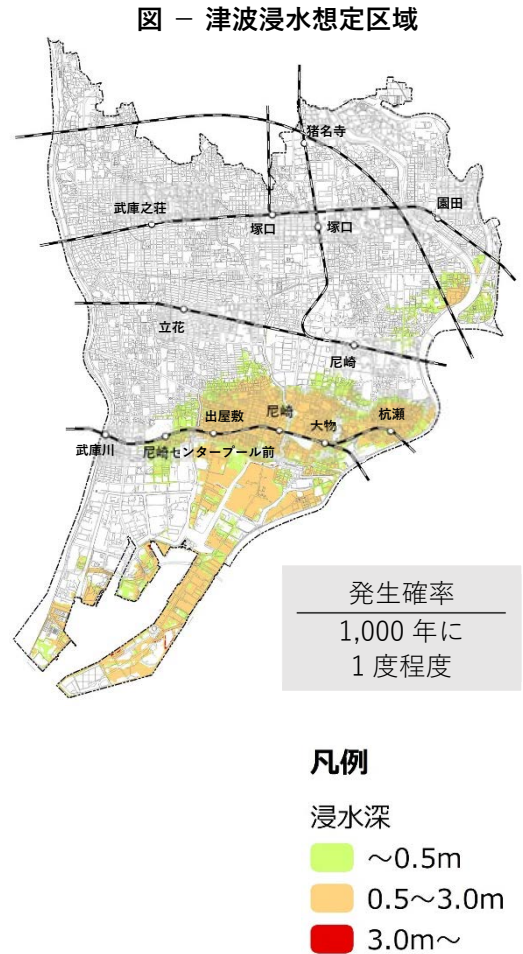 図 － 津波浸水想定区域
猪名寺
武庫之荘
塚口
塚口
園田
立花
尼崎
出屋敷
尼崎
大物
杭瀬
武庫川
尼崎センタープール前
発生確率
1,000 年に
1 度程度
凡例
浸水深
～0.5m
0.5～3.0m
3.0m～